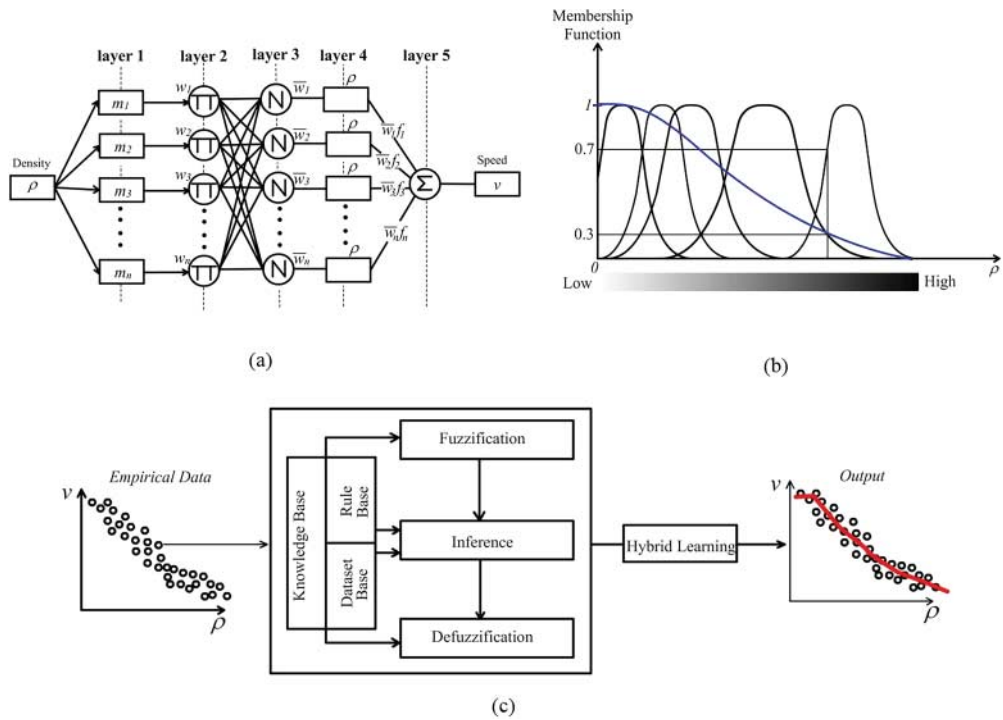 layer 1 layer 2 layer 3 layer 4 layer 5
Density
ρ
m1
m2
m3
mn
w1
w2
w3
wn
Π
Π
Π
Π
N
N
N
N
w̅1
w̅2
w̅3
w̅n
ρ
ρ
ρ
ρ
w̅1f1
w̅3f3
w̅nfn
Σ
Speed
v
(a)
Membership
Function
1
0.7
0.3
0
ρ
Low
High
(b)
Empirical Data
v
ρ
Knowledge Base
Rule Base
Dataset Base
Fuzzification
Inference
Defuzzification
Hybrid Learning
Output
v
ρ
(c)